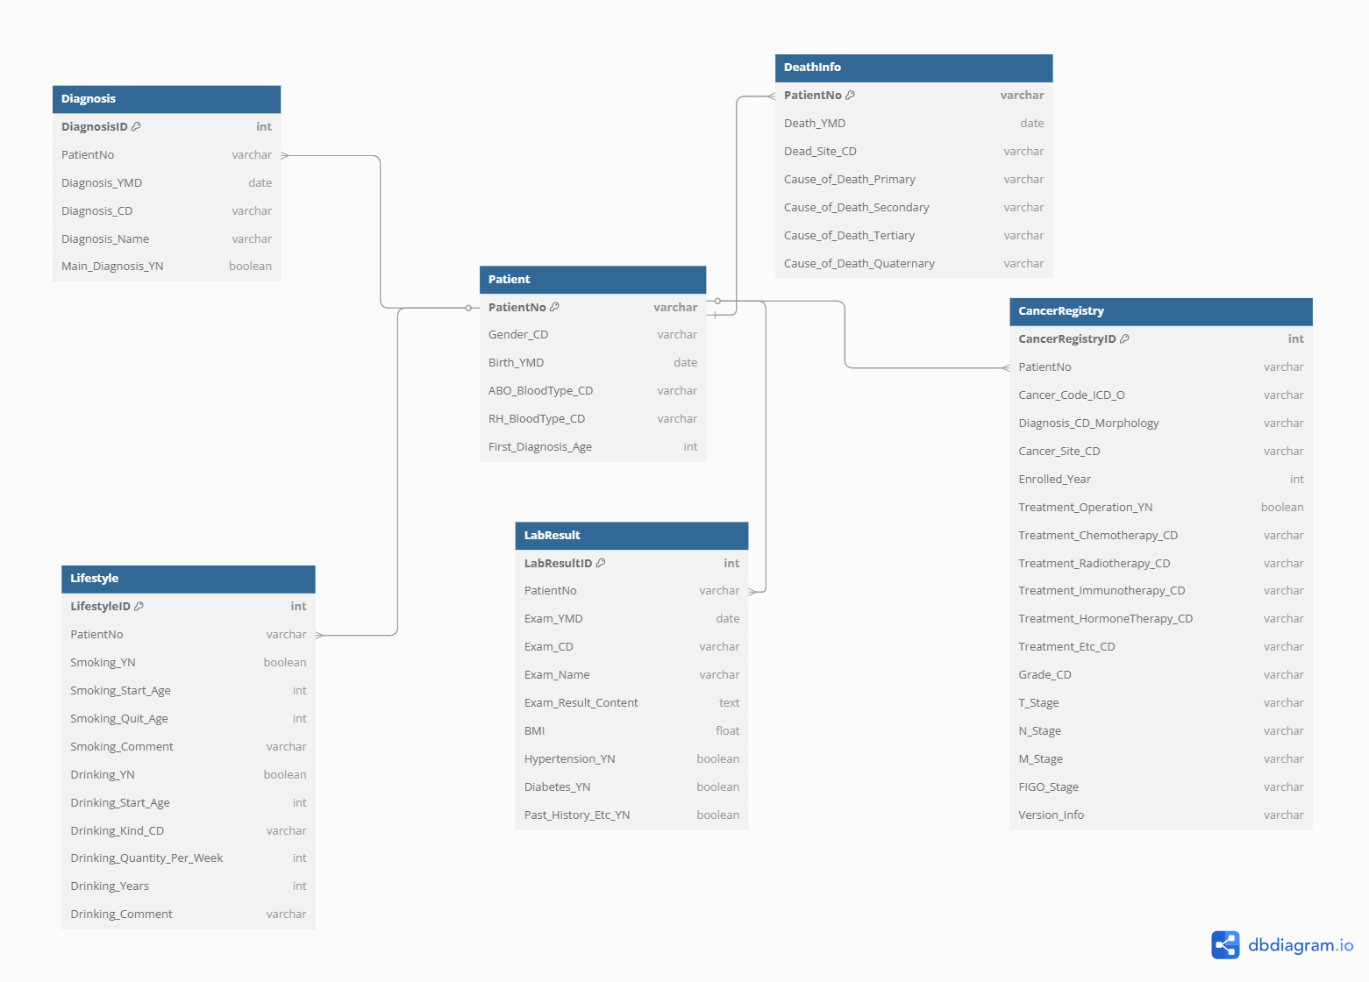 Diagnosis
DiagnosisID int
PatientNo varchar
Diagnosis_YMD date
Diagnosis_CD varchar
Diagnosis_Name varchar
Main_Diagnosis_YN boolean
DeathInfo
PatientNo varchar
Death_YMD date
Dead_Site_CD varchar
Cause_of_Death_Primary varchar
Cause_of_Death_Secondary varchar
Cause_of_Death_Tertiary varchar
Cause_of_Death_Quaternary varchar
Patient
PatientNo varchar
Gender_CD varchar
Birth_YMD date
ABO_BloodType_CD varchar
RH_BloodType_CD varchar
First_Diagnosis_Age int
CancerRegistry
CancerRegistryID int
PatientNo varchar
Cancer_Code_ICD_O varchar
Diagnosis_CD_Morphology varchar
Cancer_Site_CD varchar
Enrolled_Year int
Treatment_Operation_YN boolean
Treatment_Chemotherapy_CD varchar
Treatment_Radiotherapy_CD varchar
Treatment_Immunotherapy_CD varchar
Treatment_HormoneTherapy_CD varchar
Treatment_Etc_CD varchar
Grade_CD varchar
T_Stage varchar
N_Stage varchar
M_Stage varchar
FIGO_Stage varchar
Version_Info varchar
LabResult
LabResultID int
PatientNo varchar
Exam_YMD date
Exam_CD varchar
Exam_Name varchar
Exam_Result_Content text
BMI float
Hypertension_YN boolean
Diabetes_YN boolean
Past_History_Etc_YN boolean
Lifestyle
LifestyleID int
PatientNo varchar
Smoking_YN boolean
Smoking_Start_Age int
Smoking_Quit_Age int
Smoking_Comment varchar
Drinking_YN boolean
Drinking_Start_Age int
Drinking_Kind_CD varchar
Drinking_Quantity_Per_Week int
Drinking_Years int
Drinking_Comment varchar
dbdiagram.io